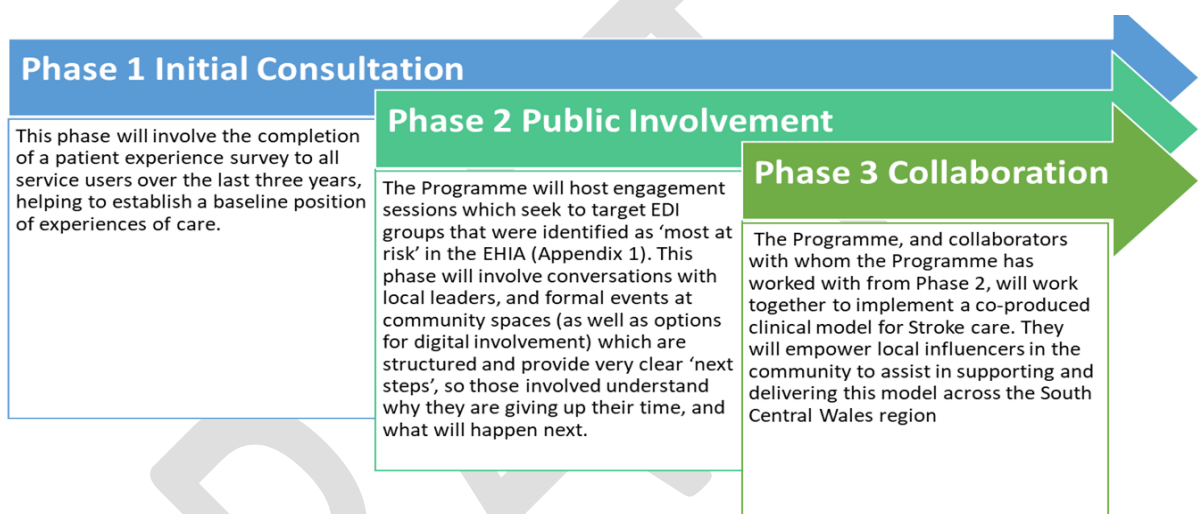 Phase 1 Initial Consultation
This phase will involve the completion
of a patient experience survey to all
service users over the last three years,
helping to establish a baseline position
of experiences of care.
Phase 2 Public Involvement
The Programme will host engagement
sessions which seek to target EDI
groups that were identified as ‘most at
risk’ in the EHIA (Appendix 1). This
phase will involve conversations with
local leaders, and formal events at
community spaces (as well as options
for digital involvement) which are
structured and provide very clear ‘next
steps’, so those involved understand
why they are giving up their time, and
what will happen next.
Phase 3 Collaboration
The Programme, and collaborators
with whom the Programme has
worked with from Phase 2, will work
together to implement a co-produced
clinical model for Stroke care. They
will empower local influencers in the
community to assist in supporting and
delivering this model across the South
Central Wales region